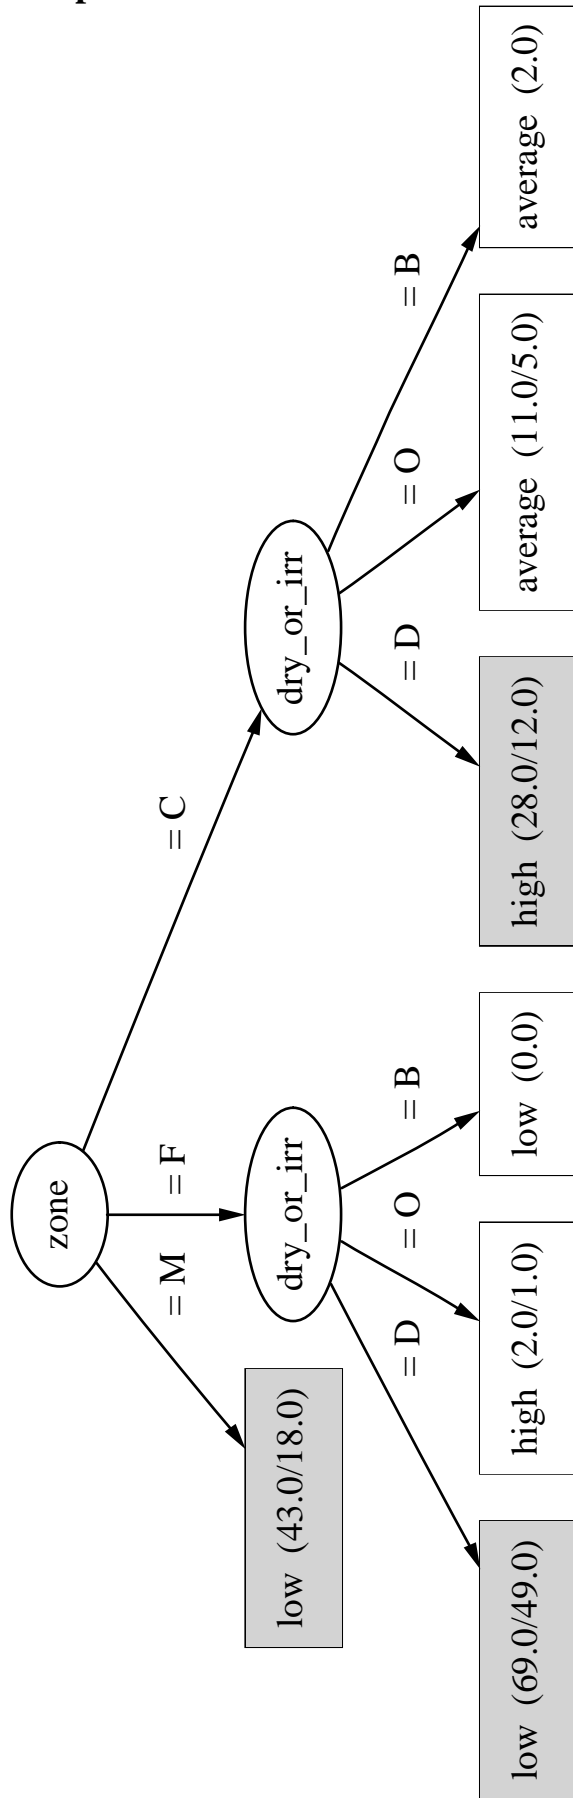 zone
= M
= F
= C
low (43.0/18.0)
dry_or_irr
dry_or_irr
= D
= O
= B
= D
= O
= B
low (69.0/49.0)
high (2.0/1.0)
low (0.0)
high (28.0/12.0)
average (11.0/5.0)
average (2.0)